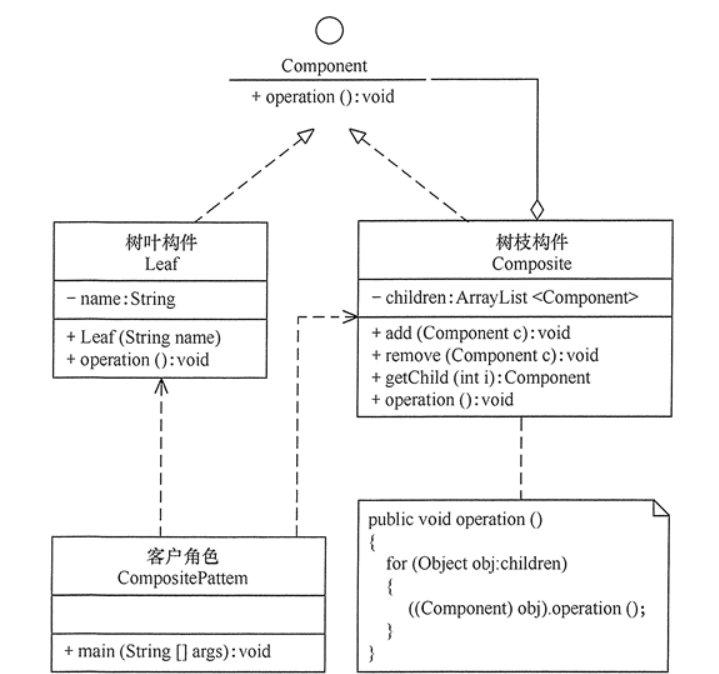 Component
+ operation ():void
树叶构件
Leaf
− name:String
+ Leaf (String name)
+ operation ():void
树枝构件
Composite
− children:ArrayList <Component>
+ add (Component c):void
+ remove (Component c):void
+ getChild (int i):Component
+ operation ():void
客户角色
CompositePattem
+ main (String [] args):void
public void operation ()
{
for (Object obj:children)
{
((Component) obj).operation ();
}
}